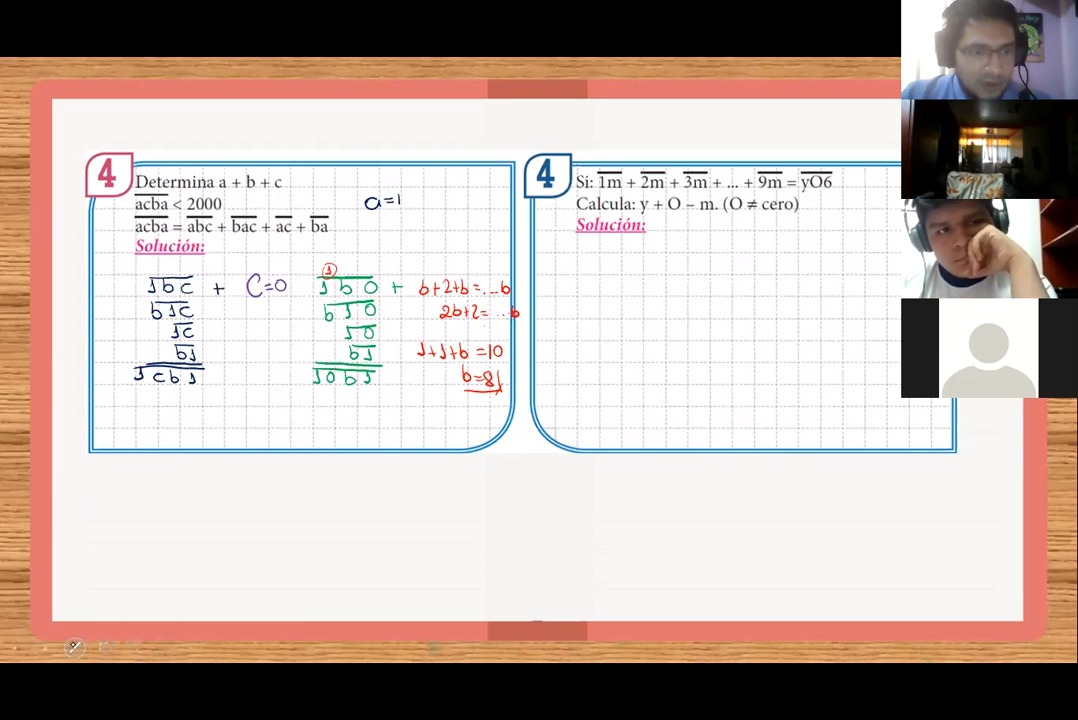 4
Determina a + b + c
acba < 2000
acba = abc + bac + ac + ba
Solución:
a=1
1bc +
b1c
1c
b1
1cb1
C=0
1
1b0 +
b10
10
b1
10b1
b+2+b=...b
2b+2=...b
1+1+b=10
b=8
4
Si: 1m + 2m + 3m + ... + 9m = yO6
Calcula: y + O – m. (O ≠ cero)
Solución: